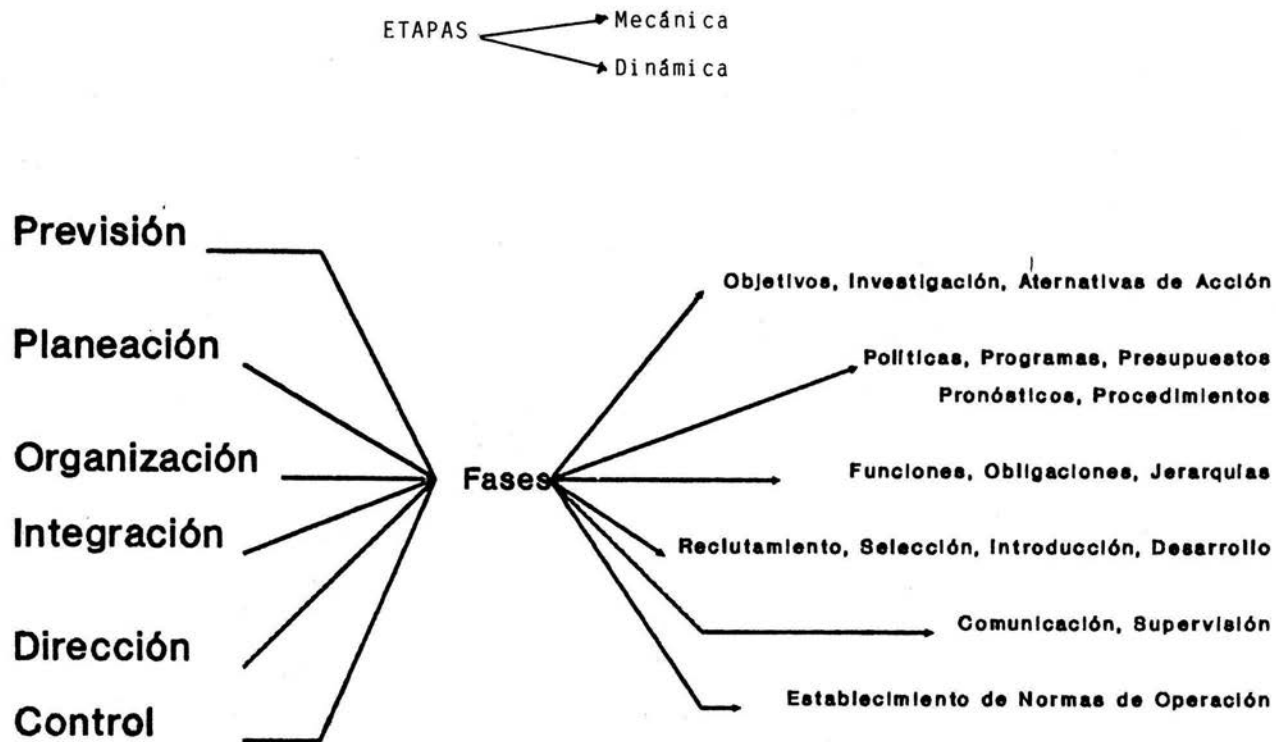 ETAPAS
Mecánica
Dinámica
Previsión
Planeación
Organización
Integración
Dirección
Control
Fases
Objetivos, Investigación, Aternativas de Acción
Políticas, Programas, Presupuestos
Pronósticos, Procedimientos
Funciones, Obligaciones, Jerarquías
Reclutamiento, Selección, Introducción, Desarrollo
Comunicación, Supervisión
Establecimiento de Normas de Operación